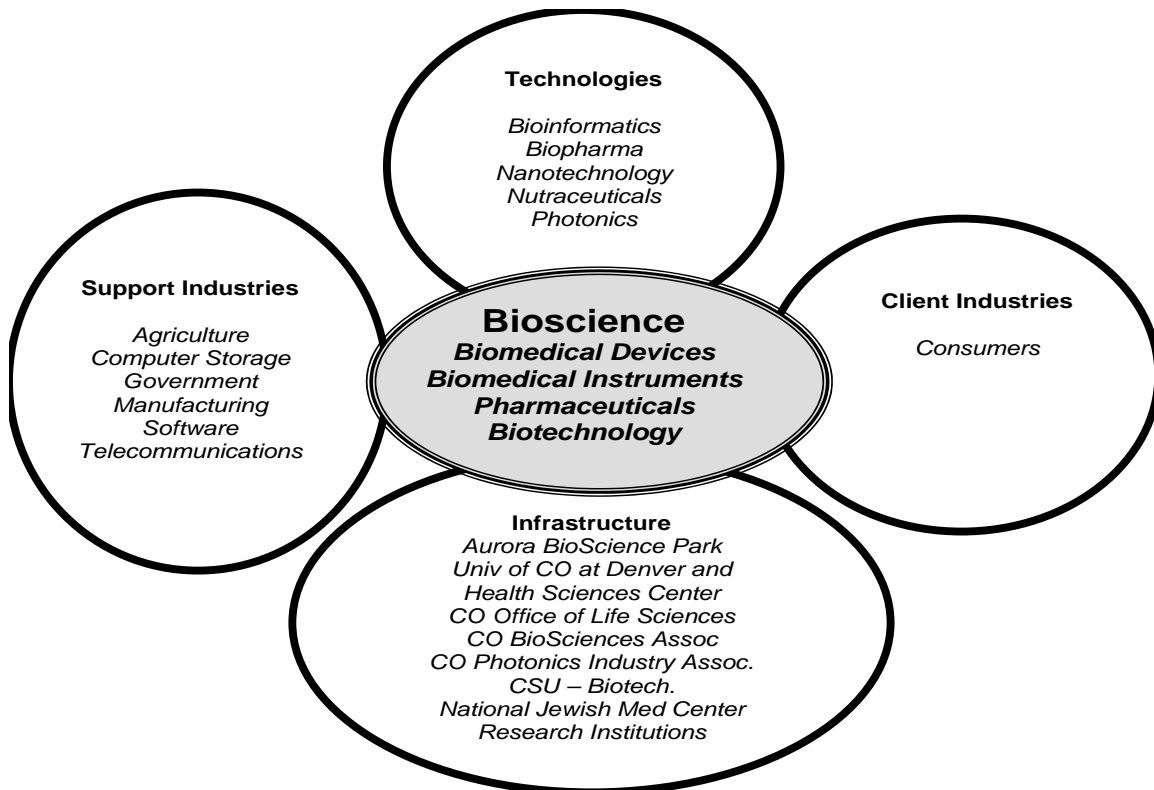 Technologies
Bioinformatics
Biopharma
Nanotechnology
Nutraceuticals
Photonics
Support Industries
Agriculture
Computer Storage
Government
Manufacturing
Software
Telecommunications
Bioscience
Biomedical Devices
Biomedical Instruments
Pharmaceuticals
Biotechnology
Client Industries
Consumers
Infrastructure
Aurora BioScience Park
Univ of CO at Denver and
Health Sciences Center
CO Office of Life Sciences
CO BioSciences Assoc
CO Photonics Industry Assoc.
CSU – Biotech.
National Jewish Med Center
Research Institutions